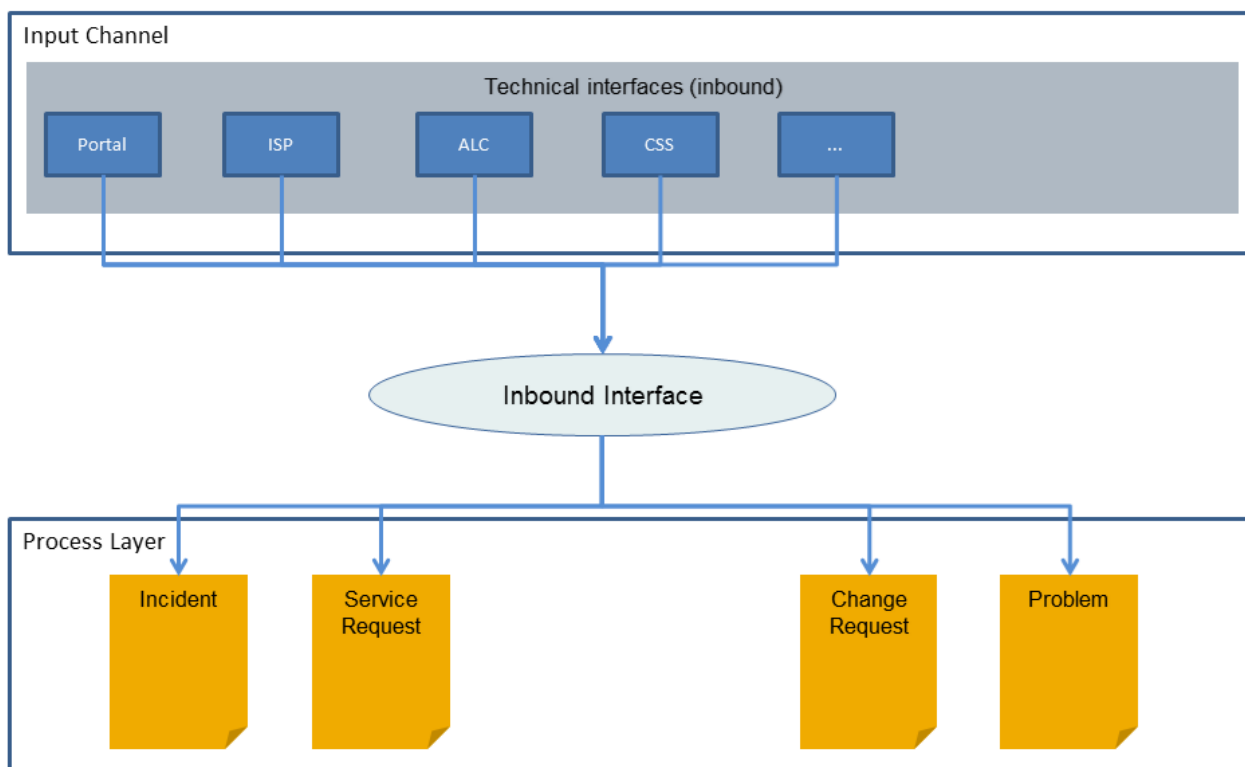 Input Channel
Technical interfaces (inbound)
Portal
ISP
ALC
CSS
...
Inbound Interface
Process Layer
Incident
Service
Request
Change
Request
Problem